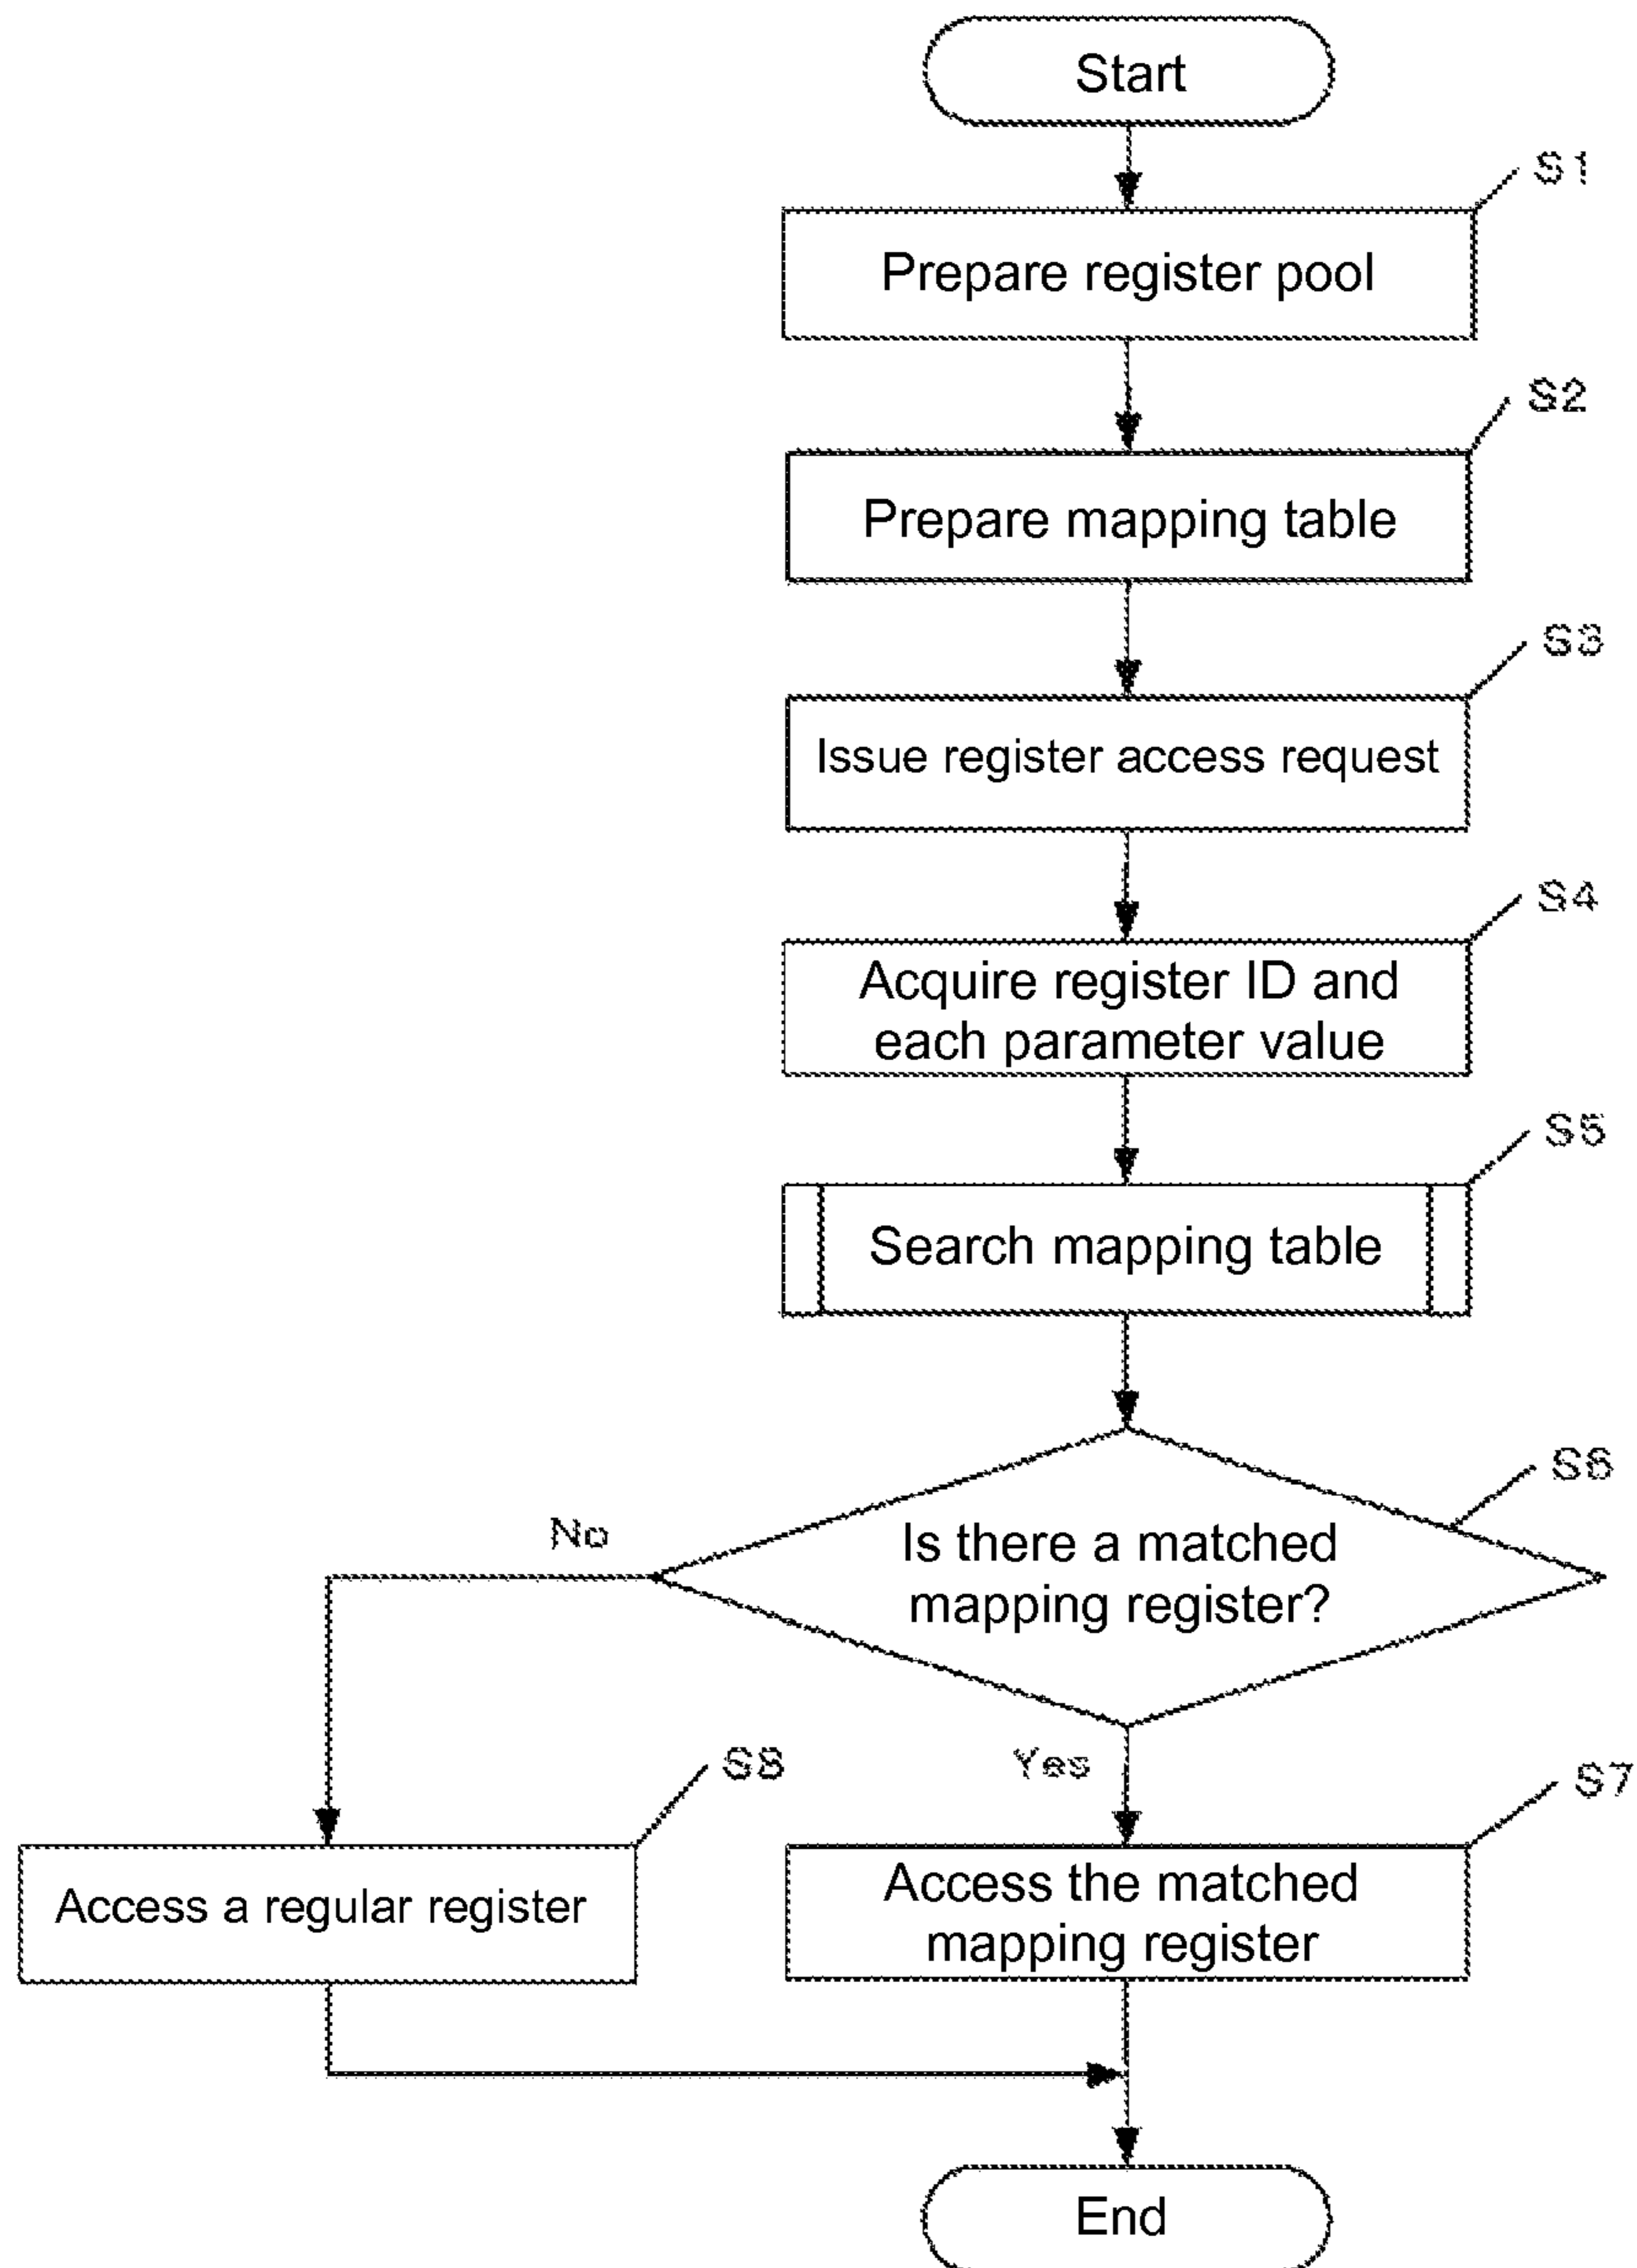 Start
S1
Prepare register pool
S2
Prepare mapping table
S3
Issue register access request
S4
Acquire register ID and
each parameter value
S5
Search mapping table
S6
Is there a matched
mapping register?
No
Yes
S8
Access a regular register
S7
Access the matched
mapping register
End